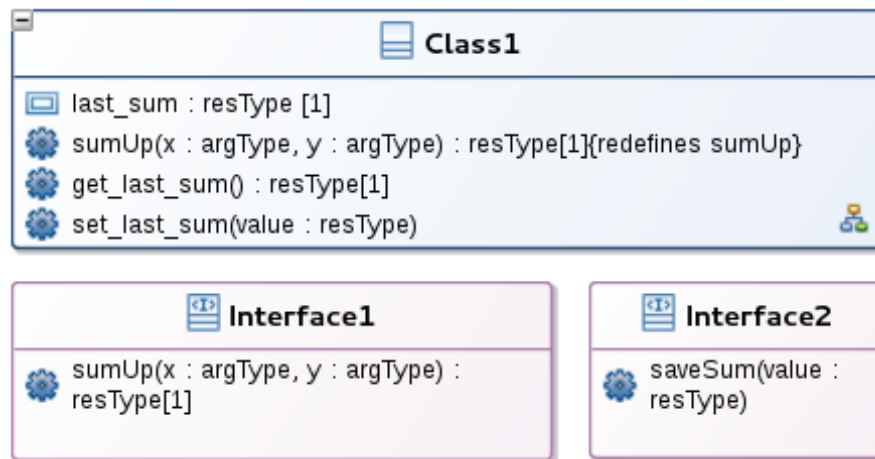 Class1
last_sum : resType [1]
sumUp(x : argType, y : argType) : resType[1]{redefines sumUp}
get_last_sum() : resType[1]
set_last_sum(value : resType)
<I> Interface1
sumUp(x : argType, y : argType) :
resType[1]
<I> Interface2
saveSum(value :
resType)